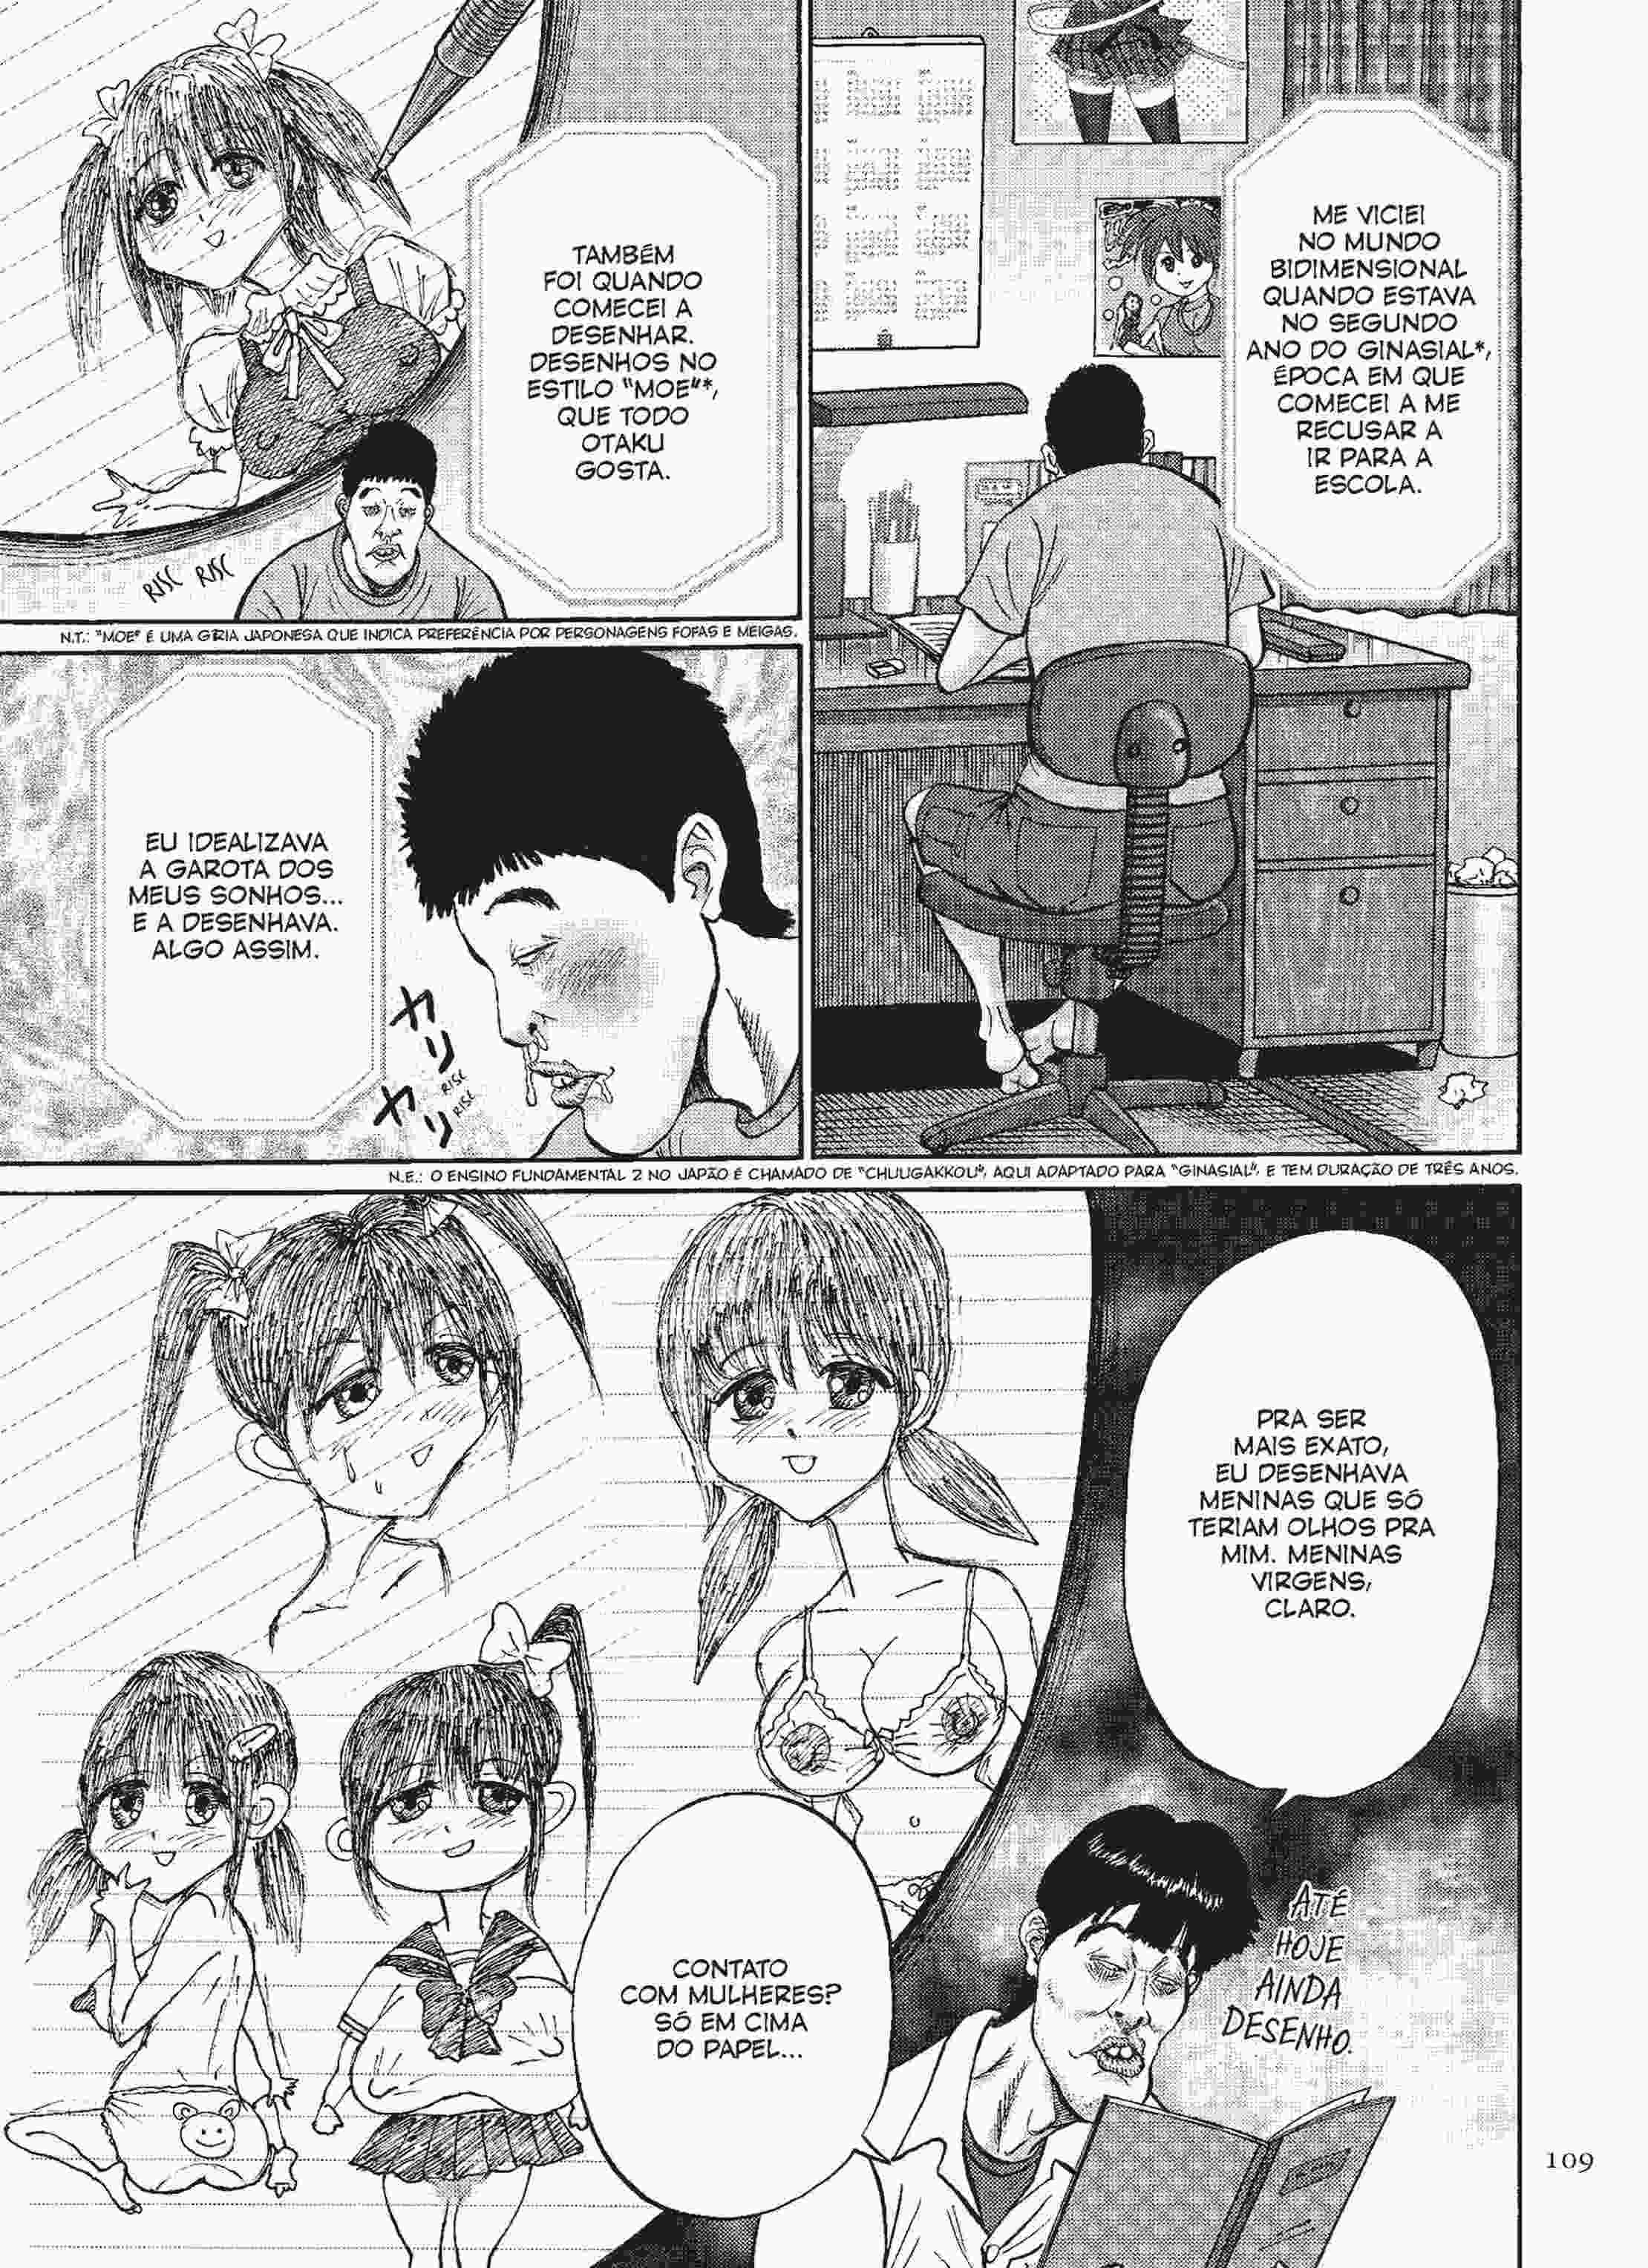 ME VICIEI
NO MUNDO
BIDIMENSIONAL
QUANDO ESTAVA
NO SEGUNDO
ANO DO GINASIAL*,
ÉPOCA EM QUE
COMECEI A ME
RECUSAR A
IR PARA A
ESCOLA.
TAMBÉM
FOI QUANDO
COMECEI A
DESENHAR.
DESENHOS NO
ESTILO "MOE"*,
QUE TODO
OTAKU
GOSTA.
RISC RISC
N.T.: "MOE" É UMA GÍRIA JAPONESA QUE INDICA PREFERÊNCIA POR PERSONAGENS FOFAS E MEIGAS.
EU IDEALIZAVA
A GAROTA DOS
MEUS SONHOS...
E A DESENHAVA.
ALGO ASSIM.
カリ
カリ
RISC
RISC
N.E.: O ENSINO FUNDAMENTAL 2 NO JAPÃO É CHAMADO DE "CHUUGAKKOU", AQUI ADAPTADO PARA "GINASIAL", E TEM DURAÇÃO DE TRÊS ANOS.
PRA SER
MAIS EXATO,
EU DESENHAVA
MENINAS QUE SÓ
TERIAM OLHOS PRA
MIM. MENINAS
VIRGENS,
CLARO.
ATÉ
HOJE
AINDA
DESENHO.
CONTATO
COM MULHERES?
SÓ EM CIMA
DO PAPEL...
109